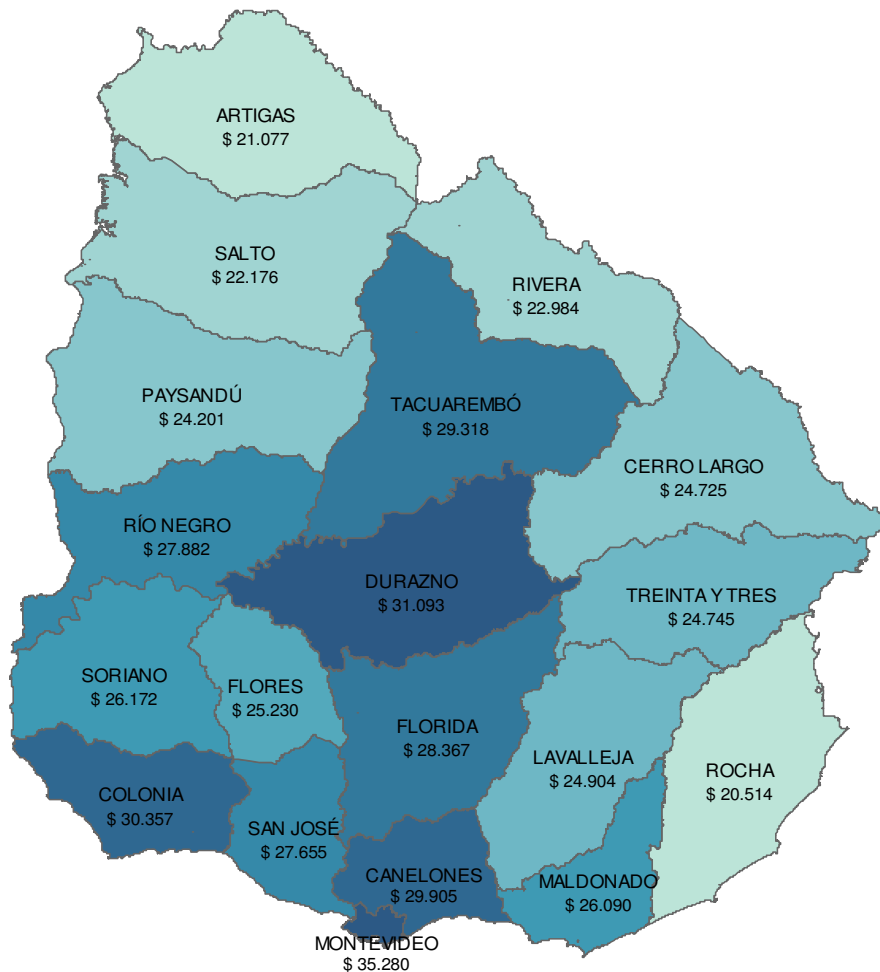 ARTIGAS
$ 21.077
SALTO
$ 22.176
RIVERA
$ 22.984
PAYSANDÚ
$ 24.201
TACUAREMBÓ
$ 29.318
CERRO LARGO
$ 24.725
RÍO NEGRO
$ 27.882
DURAZNO
$ 31.093
TREINTA Y TRES
$ 24.745
SORIANO
$ 26.172
FLORES
$ 25.230
FLORIDA
$ 28.367
LAVALLEJA
$ 24.904
ROCHA
$ 20.514
COLONIA
$ 30.357
SAN JOSÉ
$ 27.655
CANELONES
$ 29.905
MALDONADO
$ 26.090
MONTEVIDEO
$ 35.280